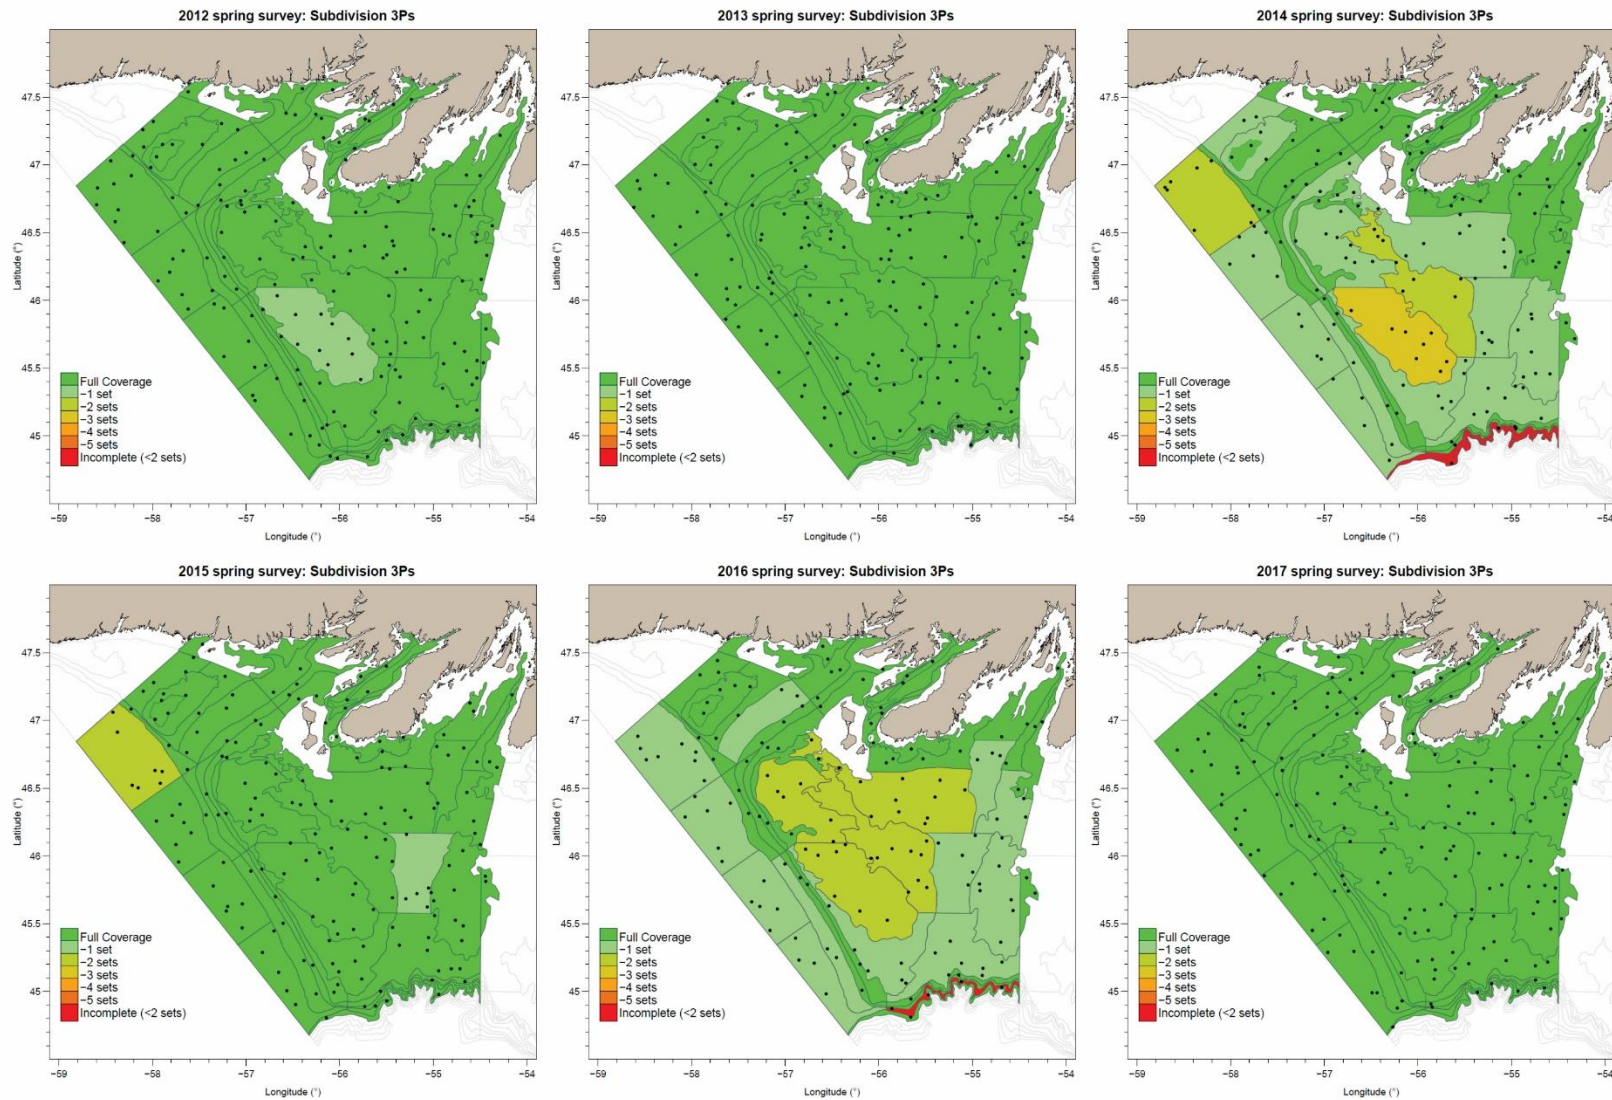 2012 spring survey: Subdivision 3Ps
47.5
47
46.5
46
45.5
45
Latitude (°)
Full Coverage
−1 set
−2 sets
−3 sets
−4 sets
−5 sets
Incomplete (<2 sets)
−59 −58 −57 −56 −55 −54
Longitude (°)
2013 spring survey: Subdivision 3Ps
47.5
47
46.5
46
45.5
45
Latitude (°)
Full Coverage
−1 set
−2 sets
−3 sets
−4 sets
−5 sets
Incomplete (<2 sets)
−59 −58 −57 −56 −55 −54
Longitude (°)
2014 spring survey: Subdivision 3Ps
47.5
47
46.5
46
45.5
45
Latitude (°)
Full Coverage
−1 set
−2 sets
−3 sets
−4 sets
−5 sets
Incomplete (<2 sets)
−59 −58 −57 −56 −55 −54
Longitude (°)
2015 spring survey: Subdivision 3Ps
47.5
47
46.5
46
45.5
45
Latitude (°)
Full Coverage
−1 set
−2 sets
−3 sets
−4 sets
−5 sets
Incomplete (<2 sets)
−59 −58 −57 −56 −55 −54
Longitude (°)
2016 spring survey: Subdivision 3Ps
47.5
47
46.5
46
45.5
45
Latitude (°)
Full Coverage
−1 set
−2 sets
−3 sets
−4 sets
−5 sets
Incomplete (<2 sets)
−59 −58 −57 −56 −55 −54
Longitude (°)
2017 spring survey: Subdivision 3Ps
47.5
47
46.5
46
45.5
45
Latitude (°)
Full Coverage
−1 set
−2 sets
−3 sets
−4 sets
−5 sets
Incomplete (<2 sets)
−59 −58 −57 −56 −55 −54
Longitude (°)